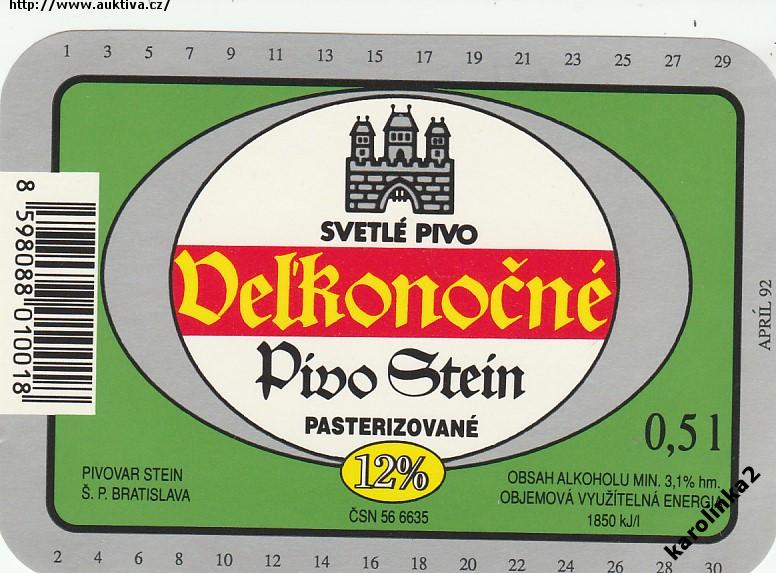 http://www.auktiva.cz/
1 3 5 7 9 11 13 15 17 19 21 23 25 27 29
SVETLÉ PIVO
Veľkonočné
Pivo Stein
PASTERIZOVANÉ
12%
0,5 l
8 598088 010018
APRÍL 92
PIVOVAR STEIN
Š. P. BRATISLAVA
OBSAH ALKOHOLU MIN. 3,1% hm.
OBJEMOVÁ VYUŽÍTELNÁ ENERGIA
1850 kJ/l
ČSN 56 6635
karolinka2
2 4 6 8 10 12 14 16 18 20 22 24 26 28 30